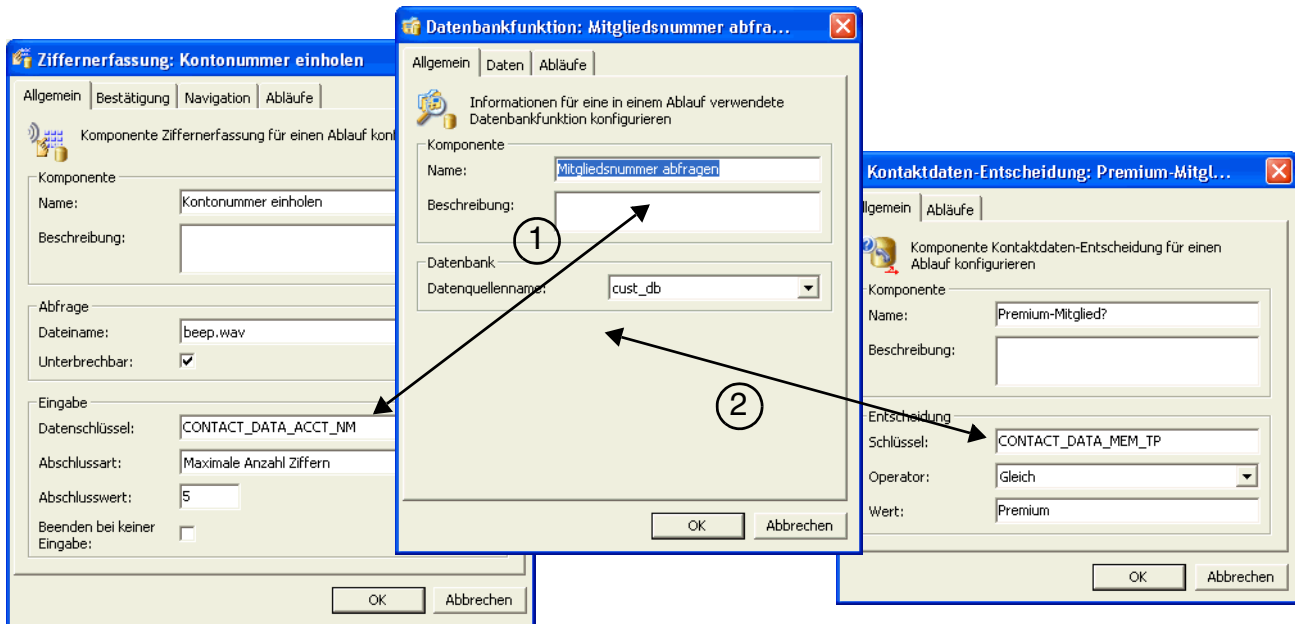 Ziffernerfassung: Kontonummer einholen
Allgemein
Bestätigung
Navigation
Abläufe
Komponente Ziffernerfassung für einen Ablauf
Komponente
Name:
Kontonummer einholen
Beschreibung:
Abfrage
Dateiname:
beep.wav
Unterbrechbar:
Eingabe
Datenschlüssel:
CONTACT_DATA_ACCT_NM
Abschlussart:
Maximale Anzahl Ziffern
Abschlusswert:
5
Beenden bei keiner
Eingabe:
OK
Abbrechen
Datenbankfunktion: Mitgliedsnummer abfra...
Allgemein
Daten
Abläufe
Informationen für eine in einem Ablauf verwendete
Datenbankfunktion konfigurieren
Komponente
Name:
Mitgliedsnummer abfragen
Beschreibung:
1
Datenbank
Datenquellenname:
cust_db
2
OK
Abbrechen
Kontaktdaten-Entscheidung: Premium-Mitgl...
llgemein
Abläufe
Komponente Kontaktdaten-Entscheidung für einen
Ablauf konfigurieren
Komponente
Name:
Premium-Mitglied?
Beschreibung:
Entscheidung
Schlüssel:
CONTACT_DATA_MEM_TP
Operator:
Gleich
Wert:
Premium
OK
Abbrechen